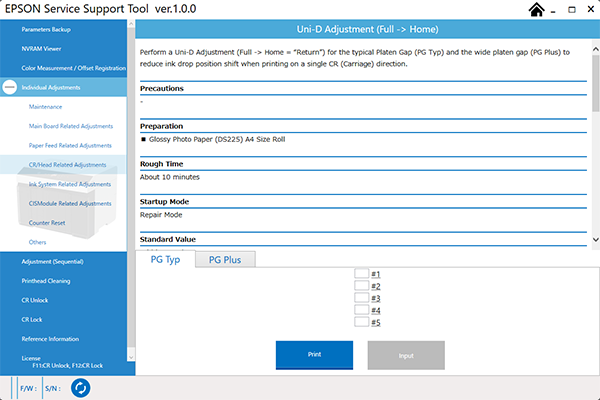 EPSON Service Support Tool ver.1.0.0
Parameters Backup
NVRAM Viewer
Color Measurement / Offset Registration
Individual Adjustments
Maintenance
Main Board Related Adjustments
Paper Feed Related Adjustments
CR/Head Related Adjustments
Ink System Related Adjustments
CISModule Related Adjustments
Counter Reset
Others
Adjustment (Sequential)
Printhead Cleaning
CR Unlock
CR Lock
Reference Information
License
F11:CR Unlock, F12:CR Lock
F/W :
S/N :
Uni-D Adjustment (Full -> Home)
Perform a Uni-D Adjustment (Full -> Home = "Return") for the typical Platen Gap (PG Typ) and the wide platen gap (PG Plus) to
reduce ink drop position shift when printing on a single CR (Carriage) direction.
Precautions
-
Preparation
■ Glossy Photo Paper (DS225) A4 Size Roll
Rough Time
About 10 minutes
Startup Mode
Repair Mode
Standard Value
PG Typ
PG Plus
#1
#2
#3
#4
#5
Print
Input